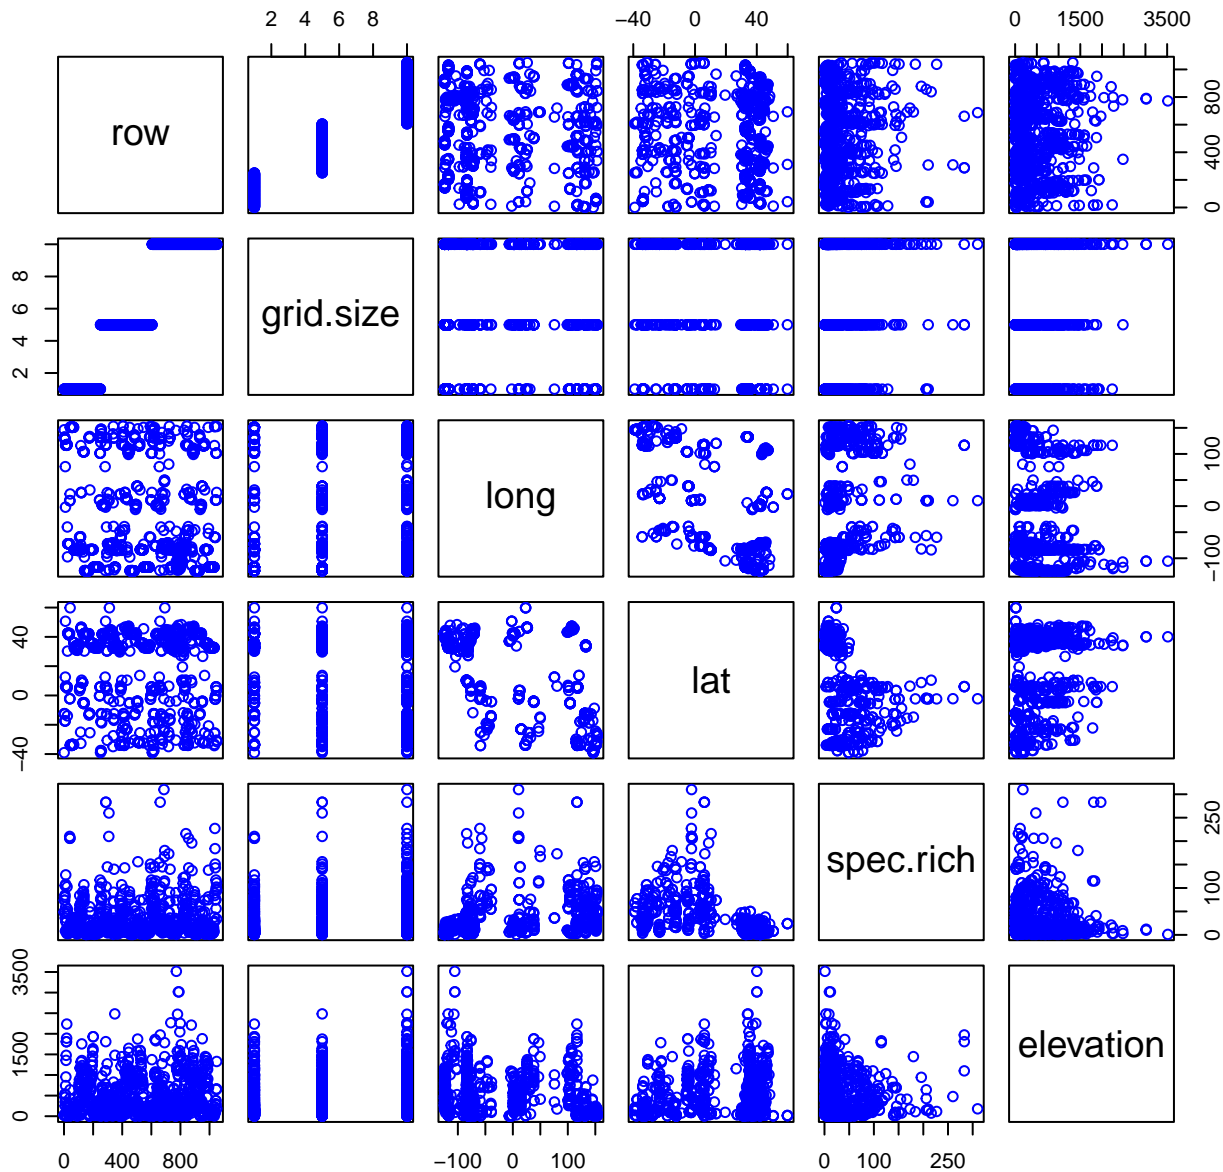 2 4 6 8 10 −40 0 20 40 0 1500 3500
row 0 400 800
2 4 6 8 grid.size
long −100 0 100
−40 0 40 lat
spec.rich 0 100 250
0 1500 3500 elevation
0 400 800 −100 0 100 0 100 250